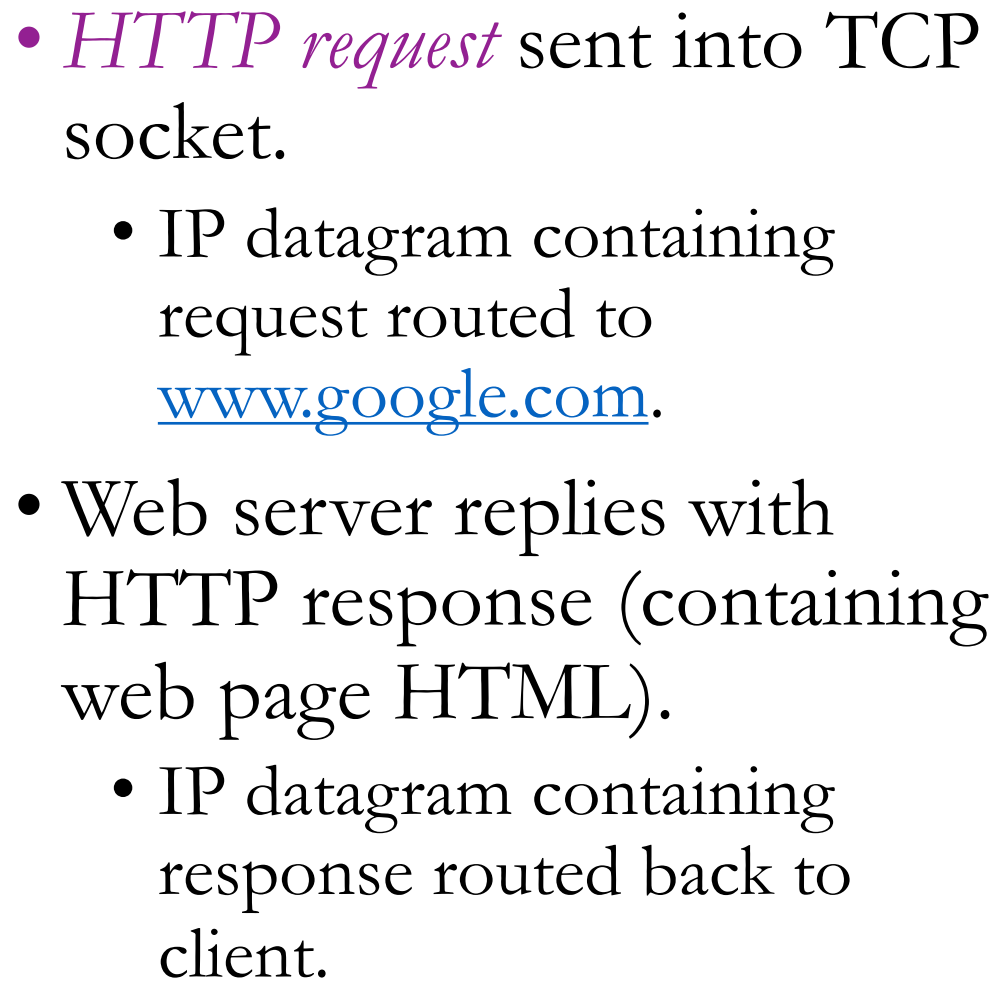 • HTTP request sent into TCP
socket.
• IP datagram containing
request routed to
www.google.com.
• Web server replies with
HTTP response (containing
web page HTML).
• IP datagram containing
response routed back to
client.